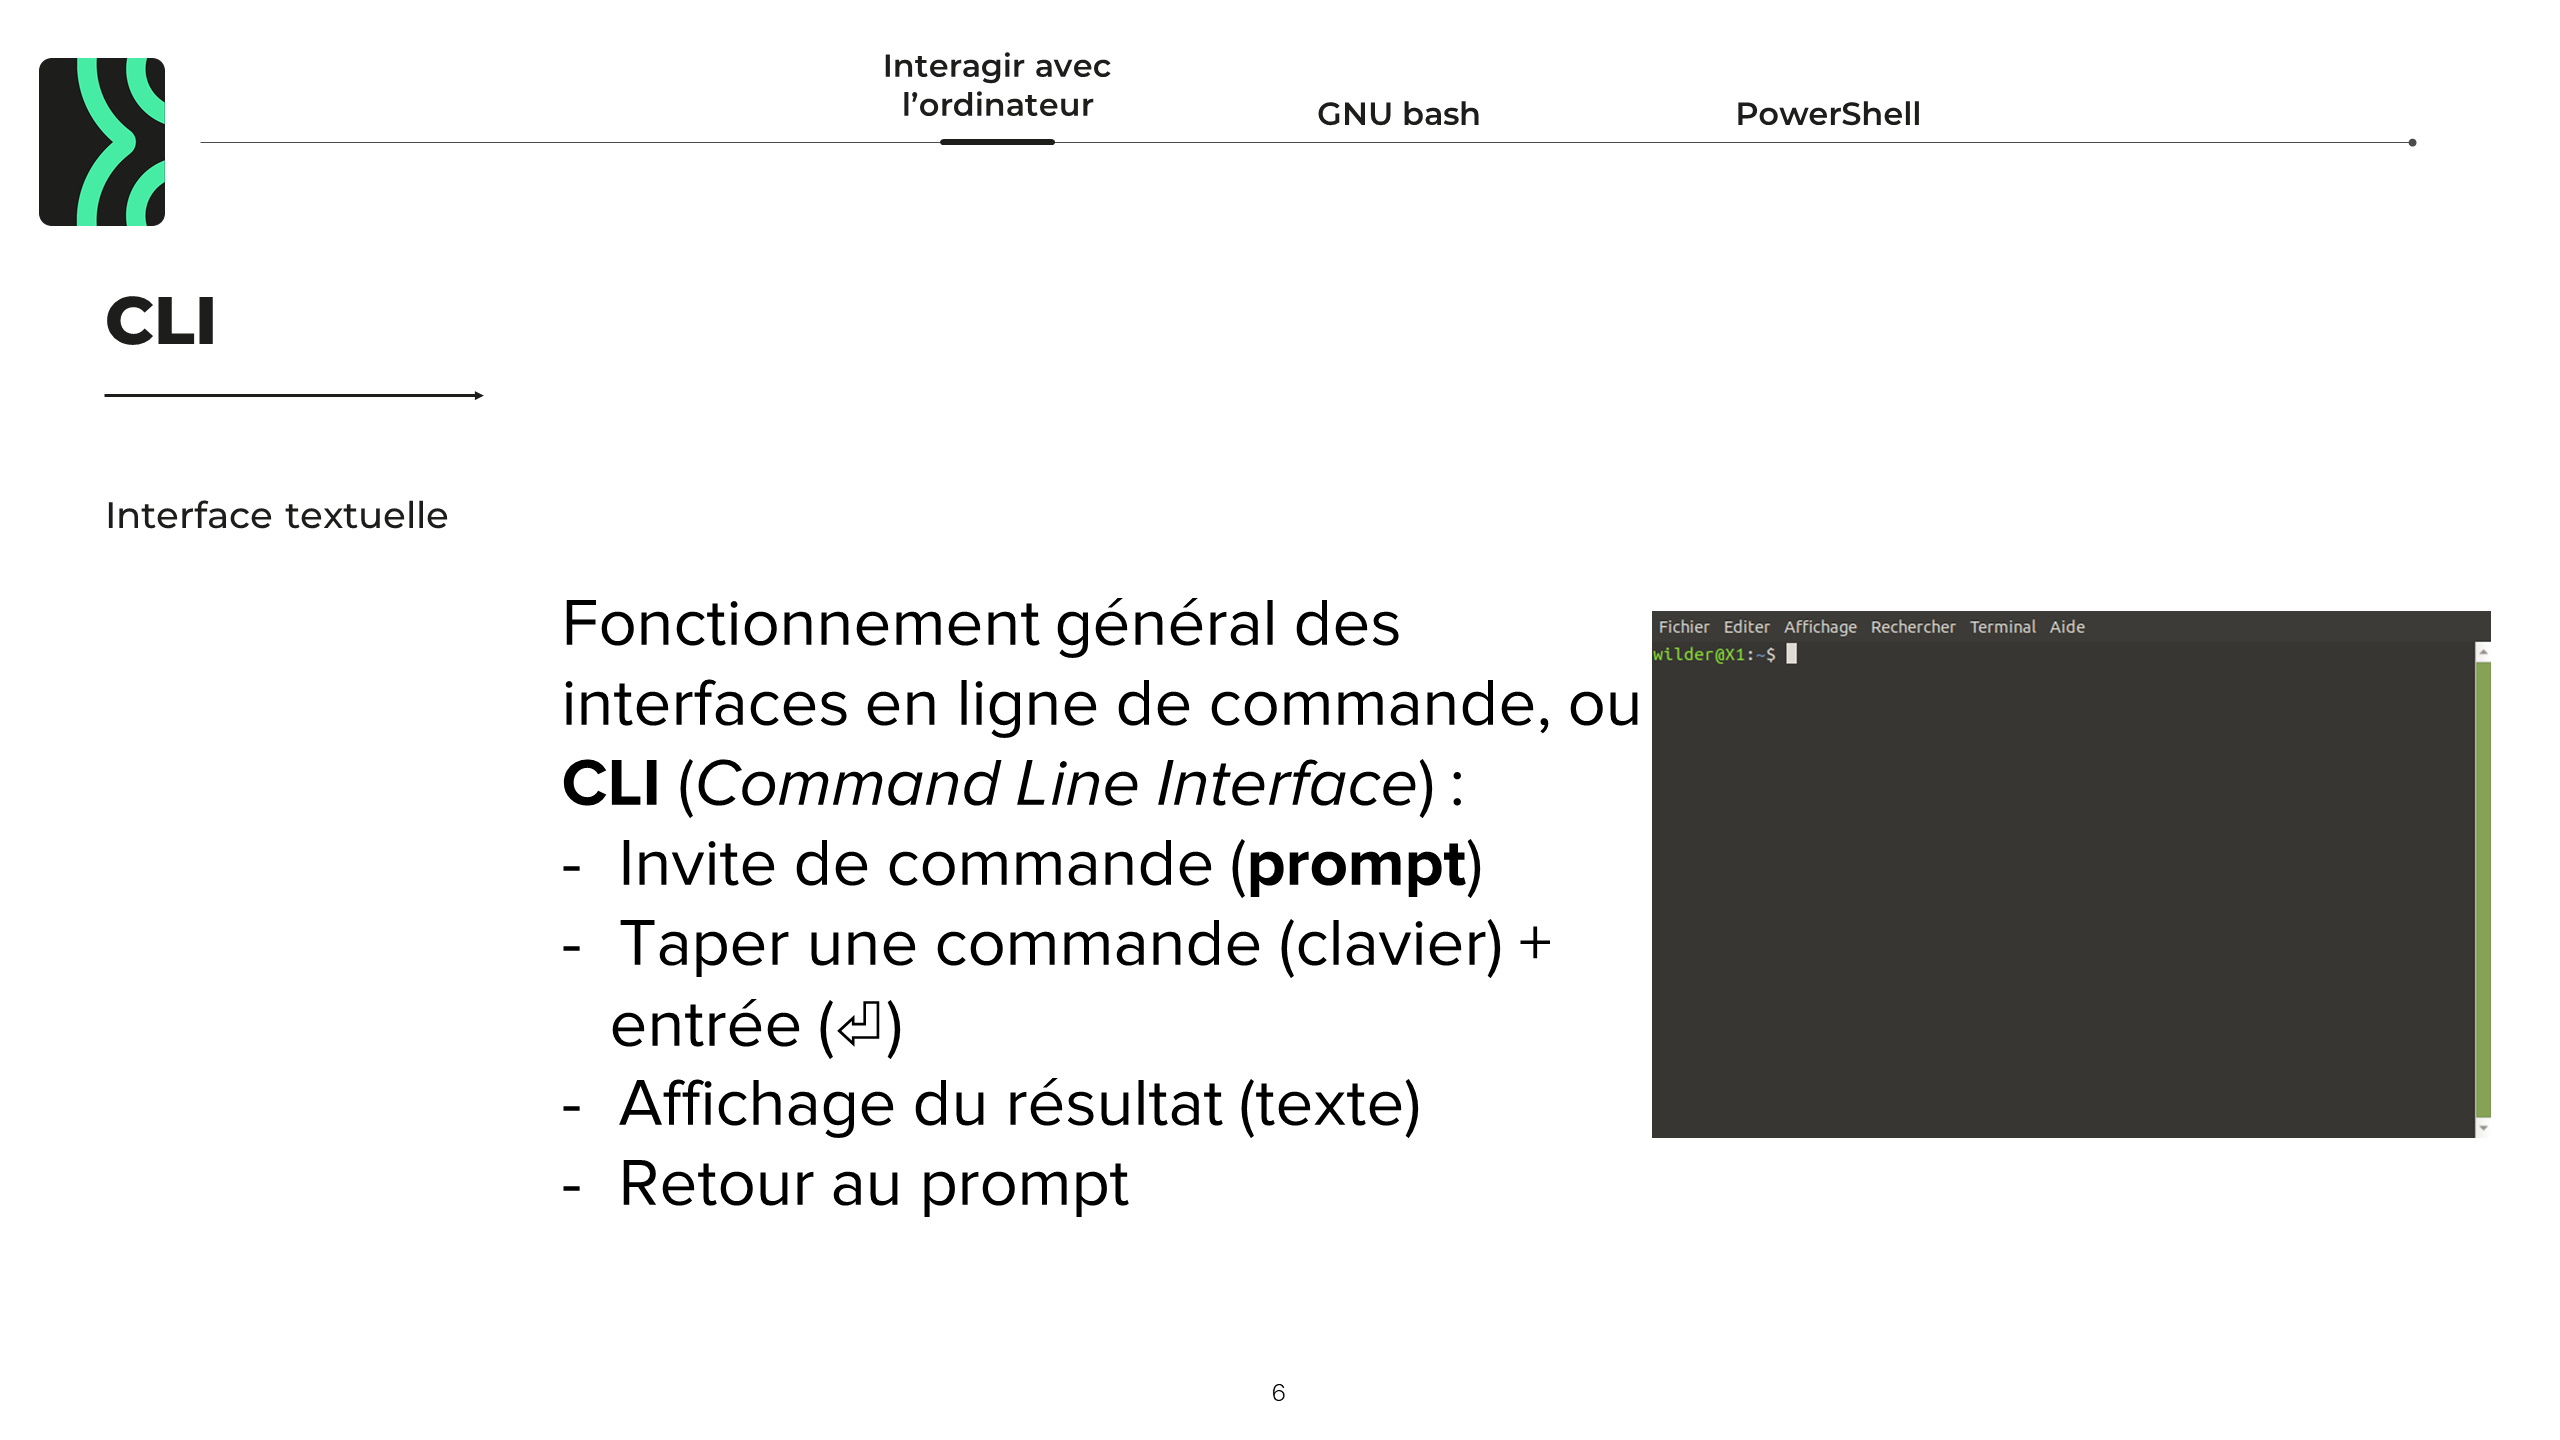 Interagir avec
l’ordinateur
GNU bash
PowerShell
CLI
Interface textuelle
Fonctionnement général des
interfaces en ligne de commande, ou
CLI (Command Line Interface) :
- Invite de commande (prompt)
- Taper une commande (clavier) +
entrée (⏎)
- Affichage du résultat (texte)
- Retour au prompt
Fichier Editer Affichage Rechercher Terminal Aide
wilder@X1:~$
6